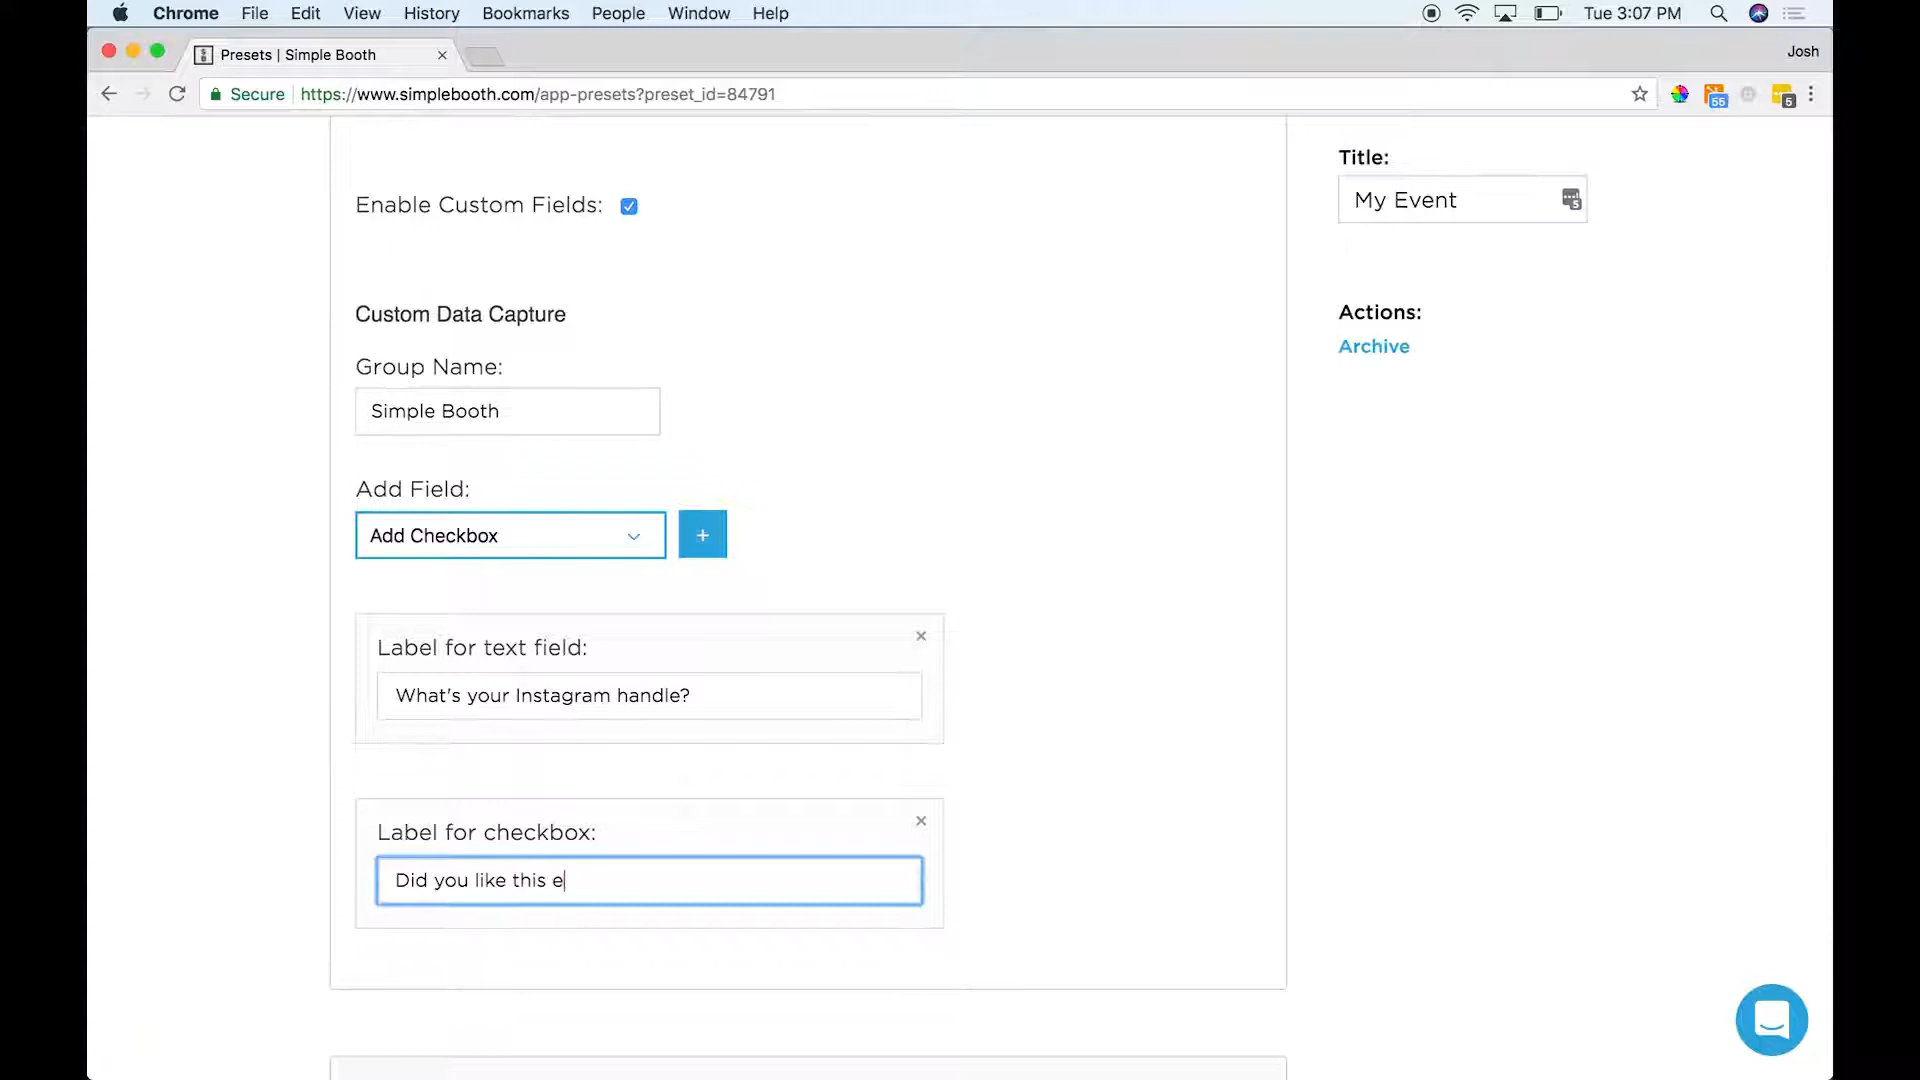 Chrome File Edit View History Bookmarks People Window Help Tue 3:07 PM
Presets | Simple Booth Josh
Secure https://www.simplebooth.com/app-presets?preset_id=84791 55 5
Title:
My Event 5
Enable Custom Fields:
Custom Data Capture
Actions:
Archive
Group Name:
Simple Booth
Add Field:
Add Checkbox +
Label for text field:
What's your Instagram handle?
Label for checkbox:
Did you like this e